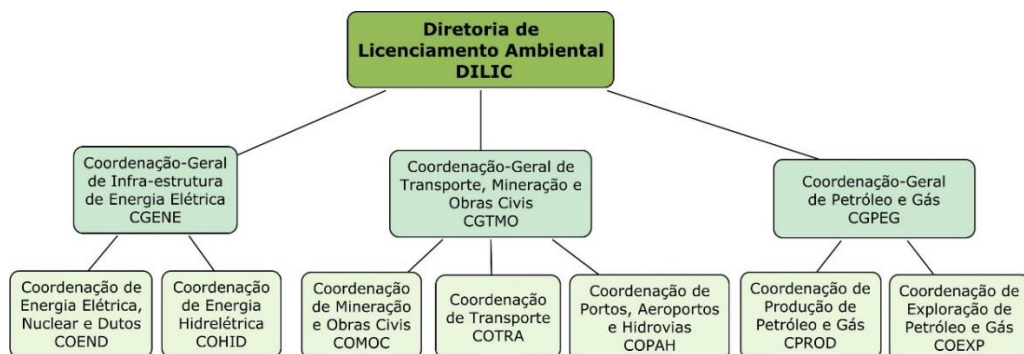 Diretoria de
Licenciamento Ambiental
DILIC
Coordenação-Geral
de Infra-estrutura
de Energia Elétrica
CGENE
Coordenação-Geral de
Transporte, Mineração e
Obras Civis
CGTMO
Coordenação-Geral
de Petróleo e Gás
CGPEG
Coordenação de
Energia Elétrica,
Nuclear e Dutos
COEND
Coordenação
de Energia
Hidrelétrica
COHID
Coordenação
de Mineração
e Obras Civis
COMOC
Coordenação
de Transporte
COTRA
Coordenação de
Portos, Aeroportos
e Hidrovias
COPAH
Coordenação de
Produção de
Petróleo e Gás
CPROD
Coordenação de
Exploração de
Petróleo e Gás
COEXP